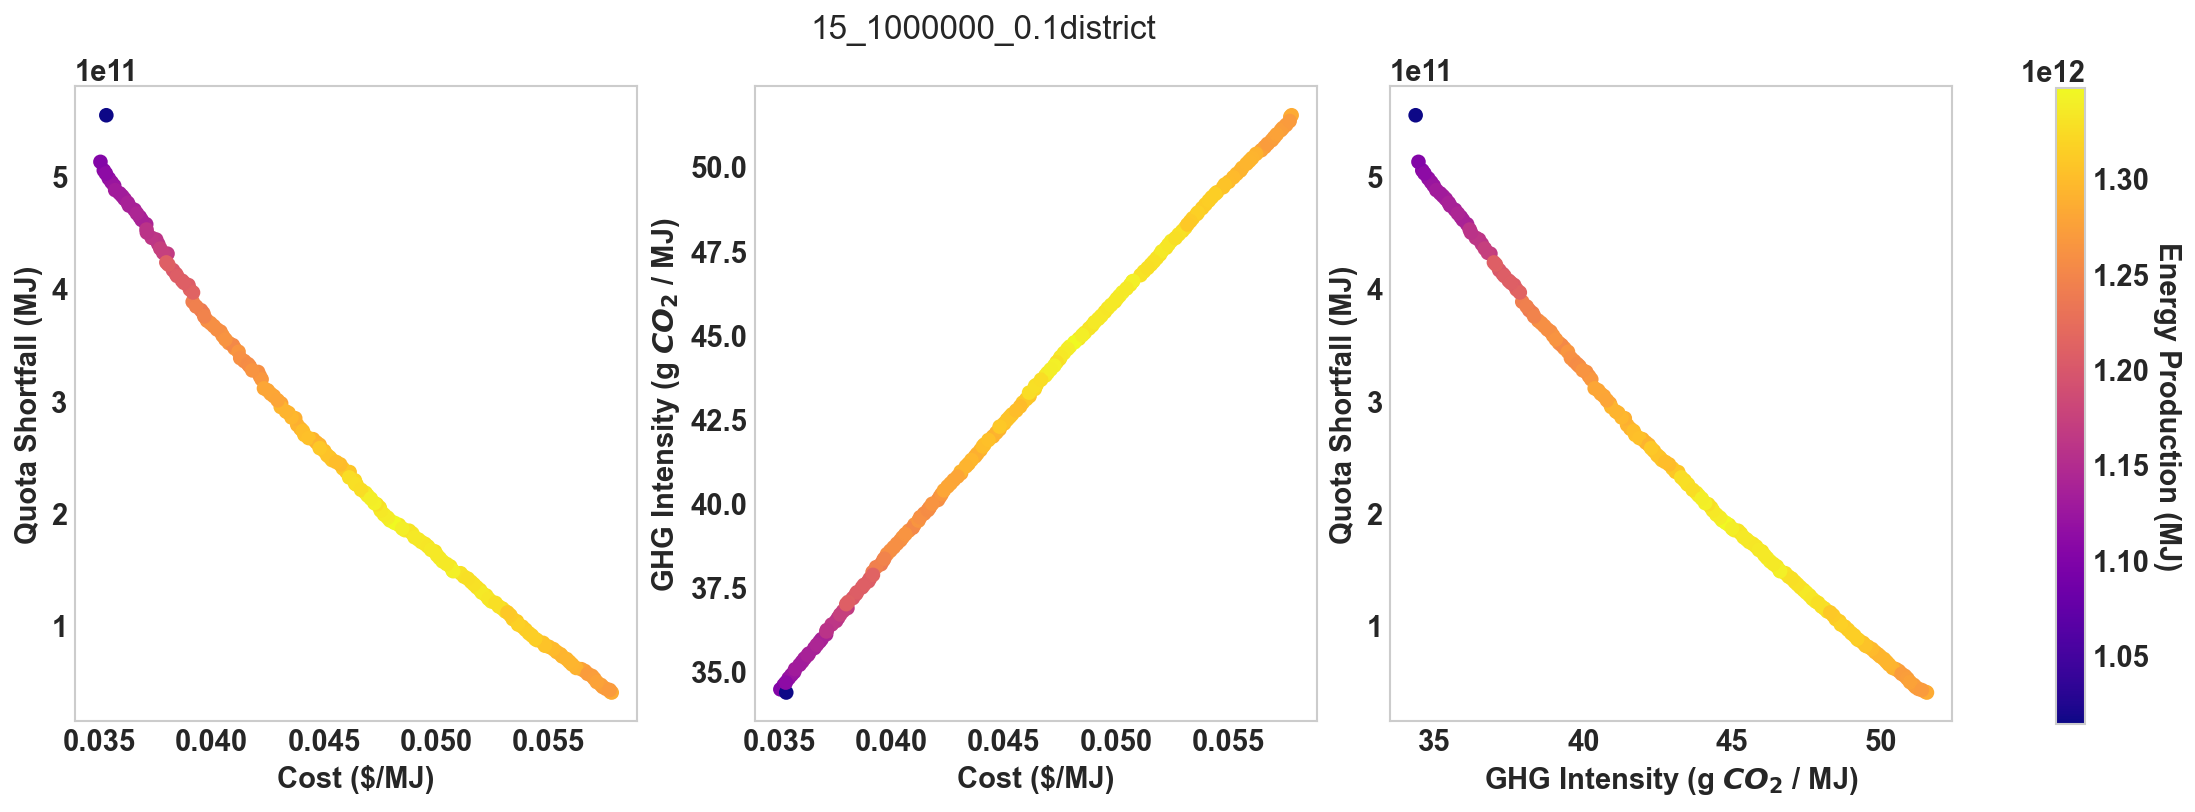 15_1000000_0.1district
1e11
5
4
3
2
1
Quota Shortfall (MJ)
0.035 0.040 0.045 0.050 0.055
Cost ($/MJ)
50.0
47.5
45.0
42.5
40.0
37.5
35.0
GHG Intensity (g CO₂ / MJ)
0.035 0.040 0.045 0.050 0.055
Cost ($/MJ)
1e11
5
4
3
2
1
Quota Shortfall (MJ)
35 40 45 50
GHG Intensity (g CO₂ / MJ)
1e12
1.30
1.25
1.20
1.15
1.10
1.05
Energy Production (MJ)